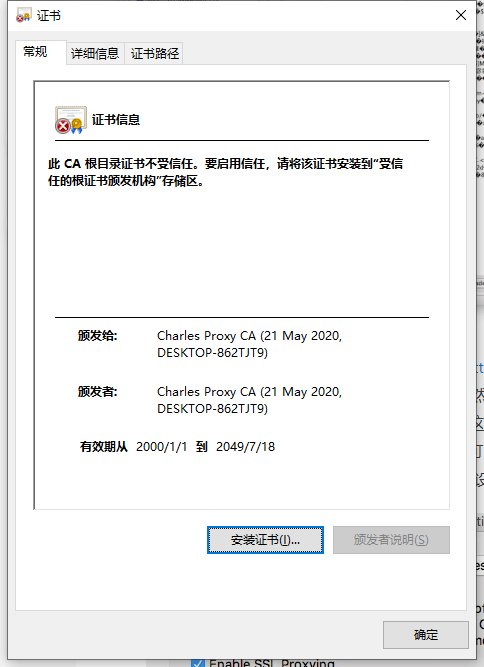 证书
常规
详细信息
证书路径
证书信息
此 CA 根目录证书不受信任。要启用信任，请将该证书安装到“受信
任的根证书颁发机构”存储区。
颁发给:
Charles Proxy CA (21 May 2020,
DESKTOP-862TJT9)
颁发者:
Charles Proxy CA (21 May 2020,
DESKTOP-862TJT9)
有效期从 2000/1/1 到 2049/7/18
安装证书(I)...
颁发者说明(S)
确定
Enable SSL Proxying